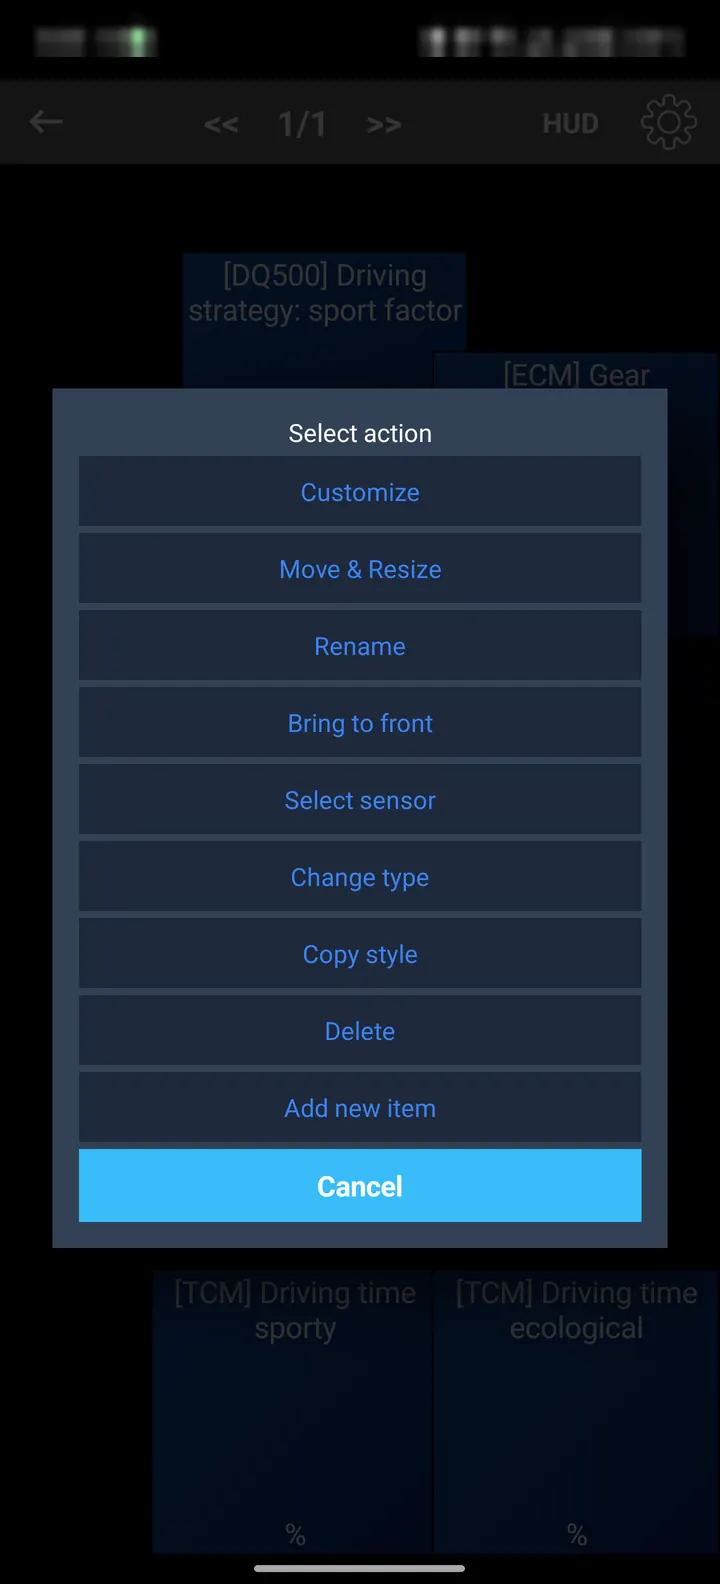 << 1/1 >> HUD
[DQ500] Driving
strategy: sport factor
[ECM] Gear
Select action
Customize
Move & Resize
Rename
Bring to front
Select sensor
Change type
Copy style
Delete
Add new item
Cancel
[TCM] Driving time
sporty
%
[TCM] Driving time
ecological
%